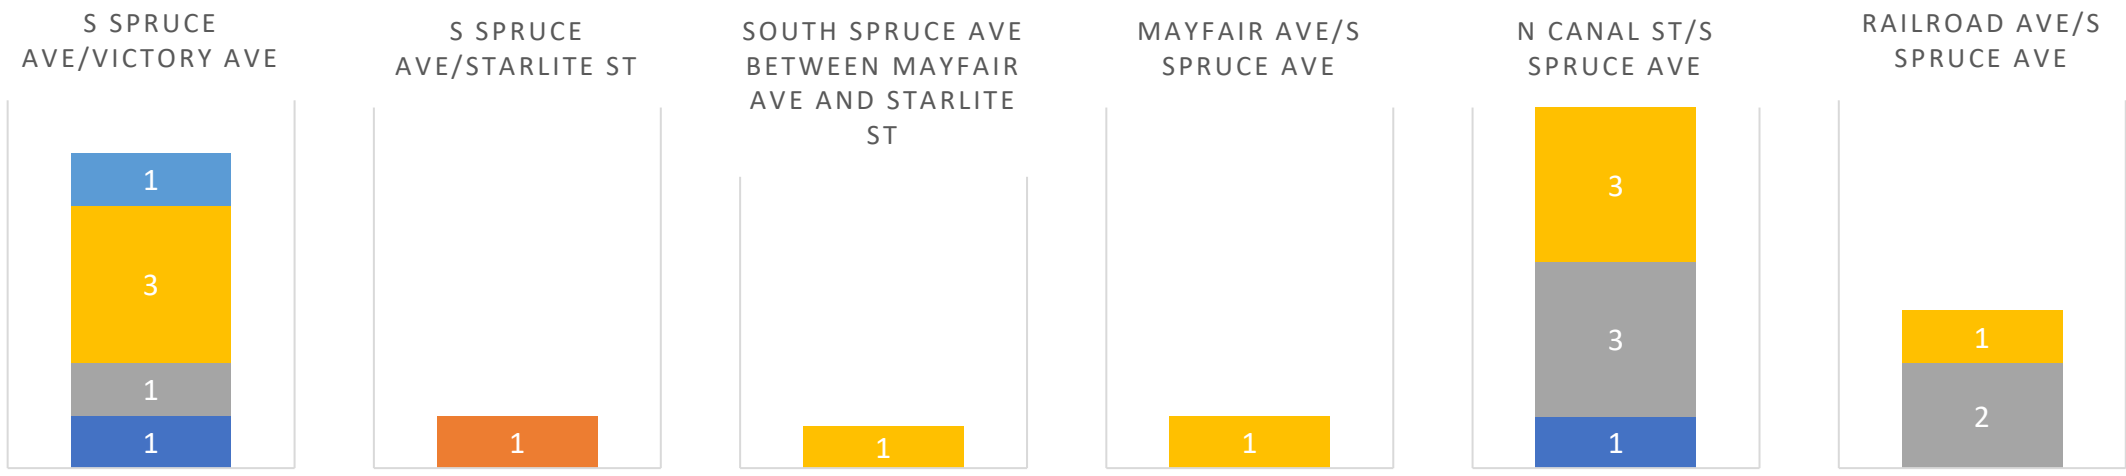 S SPRUCE
AVE/VICTORY AVE
1
3
1
1
S SPRUCE
AVE/STARLITE ST
1
SOUTH SPRUCE AVE
BETWEEN MAYFAIR
AVE AND STARLITE
ST
1
MAYFAIR AVE/S
SPRUCE AVE
1
N CANAL ST/S
SPRUCE AVE
3
3
1
RAILROAD AVE/S
SPRUCE AVE
1
2